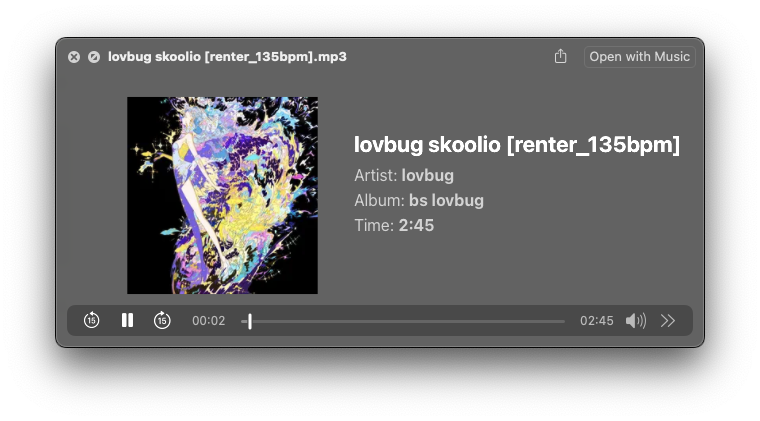 lovbug skoolio [renter_135bpm].mp3
Open with Music
lovbug skoolio [renter_135bpm]
Artist: lovbug
Album: bs lovbug
Time: 2:45
15
15
00:02
02:45